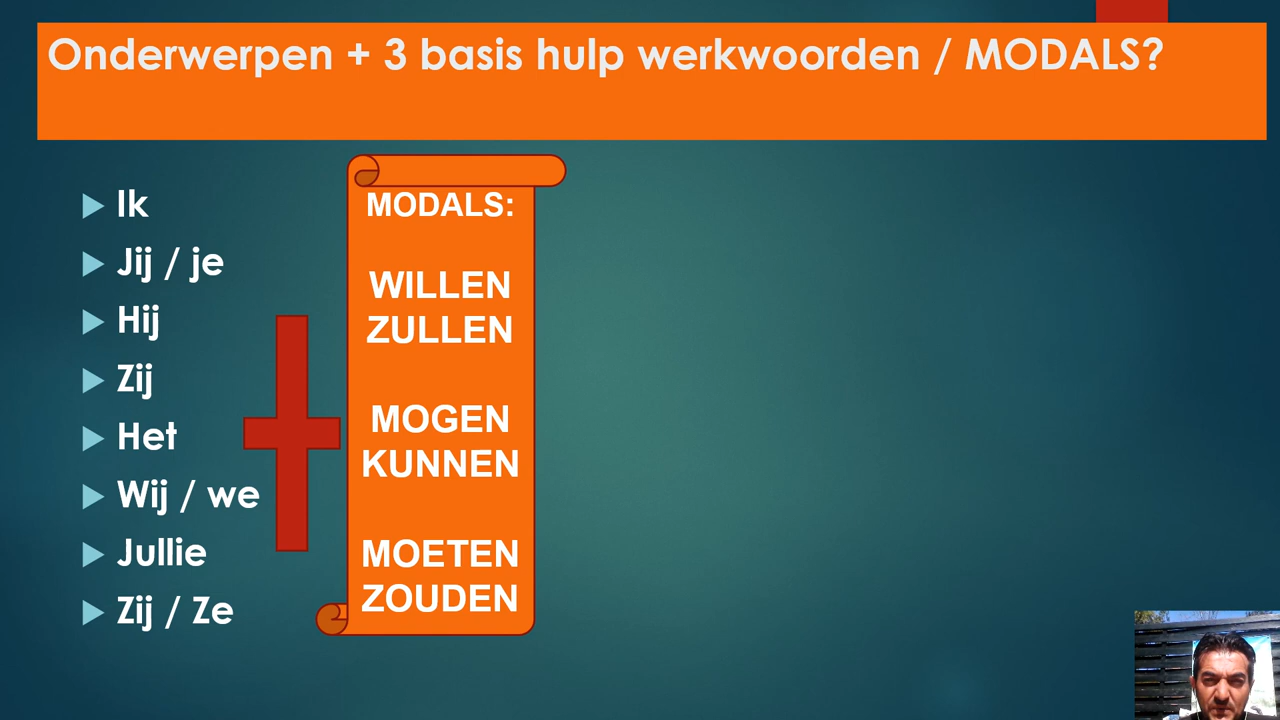 Onderwerpen + 3 basis hulp werkwoorden / MODALS?
Ik
Jij / je
Hij
Zij
Het
Wij / we
Jullie
Zij / Ze
MODALS:
WILLEN
ZULLEN
MOGEN
KUNNEN
MOETEN
ZOUDEN